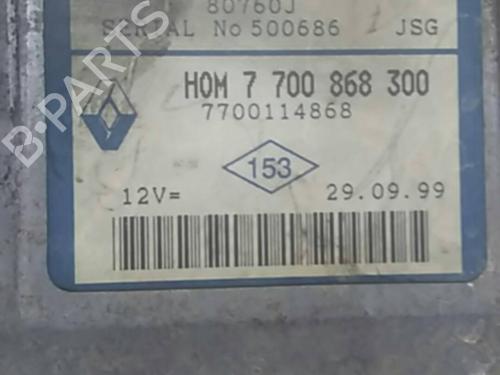 80760J
SERIAL No 500686 JSG
HOM 7 700 868 300
7700114868
153
12V=
29.09.99
B-PARTS